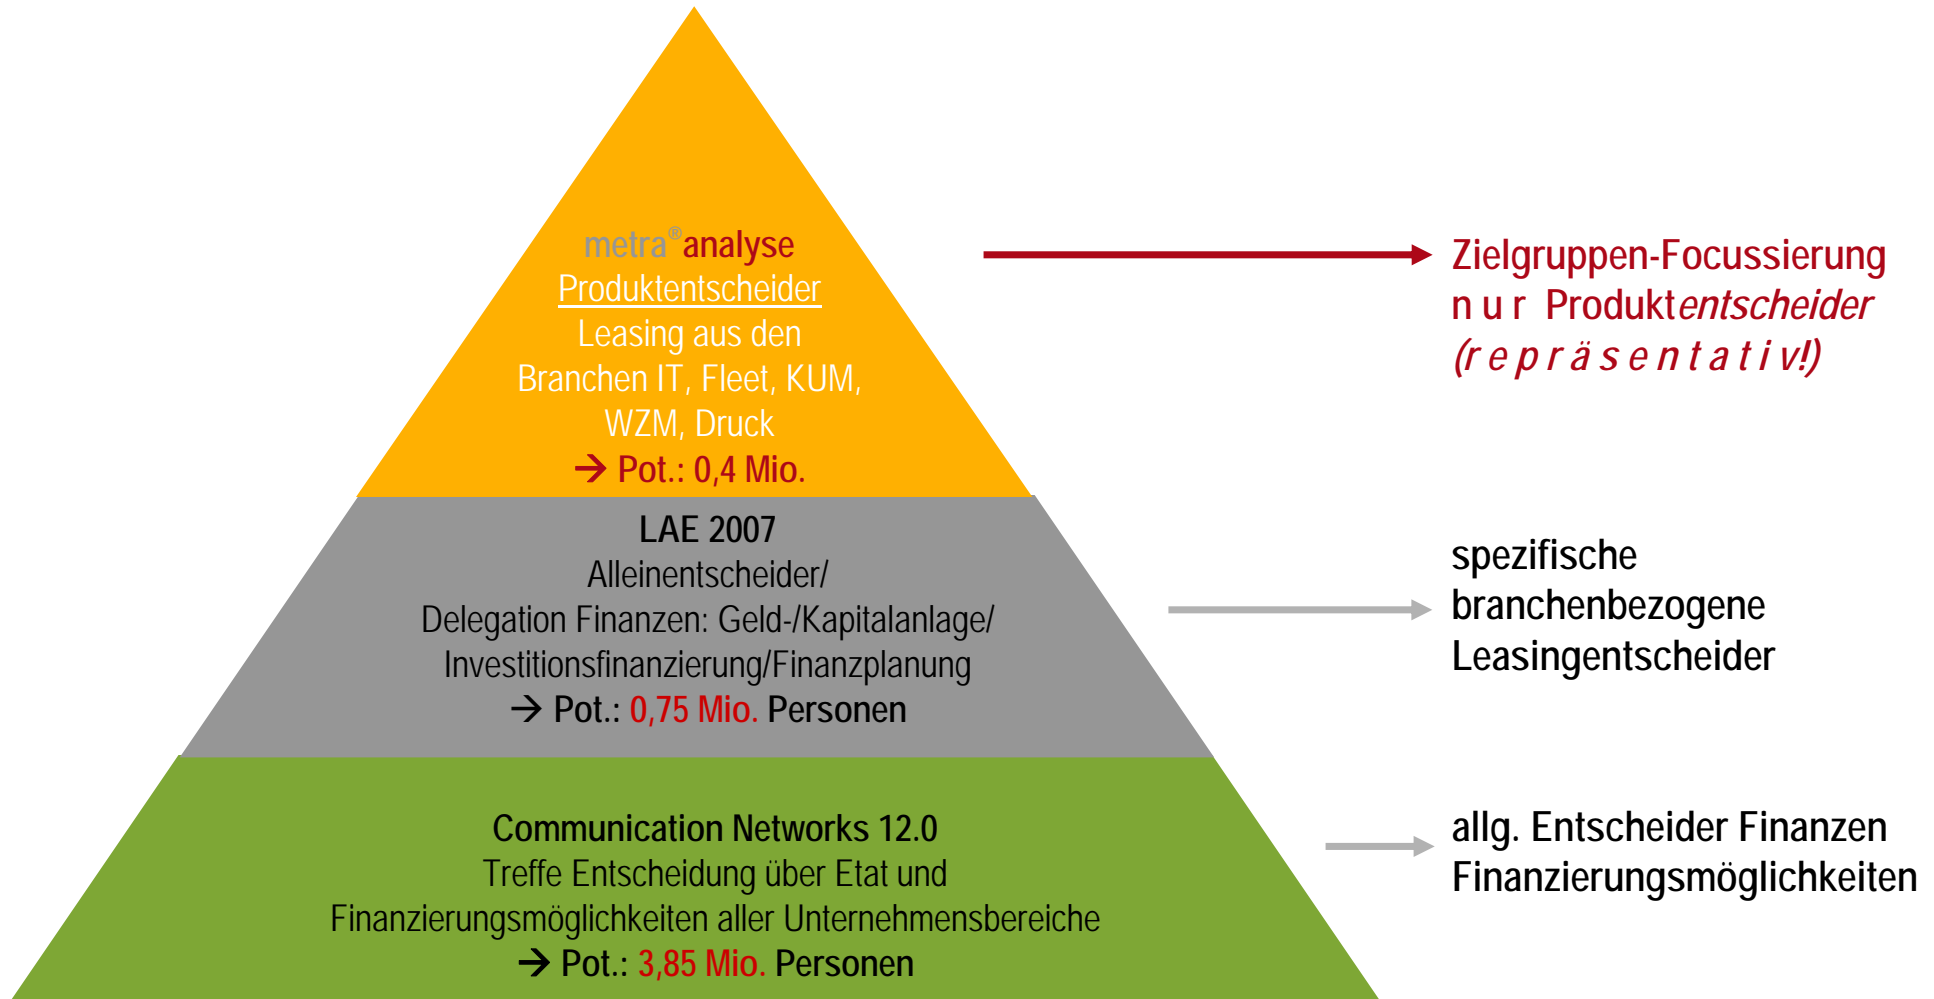 metra®analyse
Produktentscheider
Leasing aus den
Branchen IT, Fleet, KUM,
WZM, Druck
→ Pot.: 0,4 Mio.
Zielgruppen-Focussierung
n u r Produktentscheider
(r e p r ä s e n t a t i v!)
LAE 2007
Alleinentscheider/
Delegation Finanzen: Geld-/Kapitalanlage/
Investitionsfinanzierung/Finanzplanung
→ Pot.: 0,75 Mio. Personen
spezifische
branchenbezogene
Leasingentscheider
Communication Networks 12.0
Treffe Entscheidung über Etat und
Finanzierungsmöglichkeiten aller Unternehmensbereiche
→ Pot.: 3,85 Mio. Personen
allg. Entscheider Finanzen
Finanzierungsmöglichkeiten